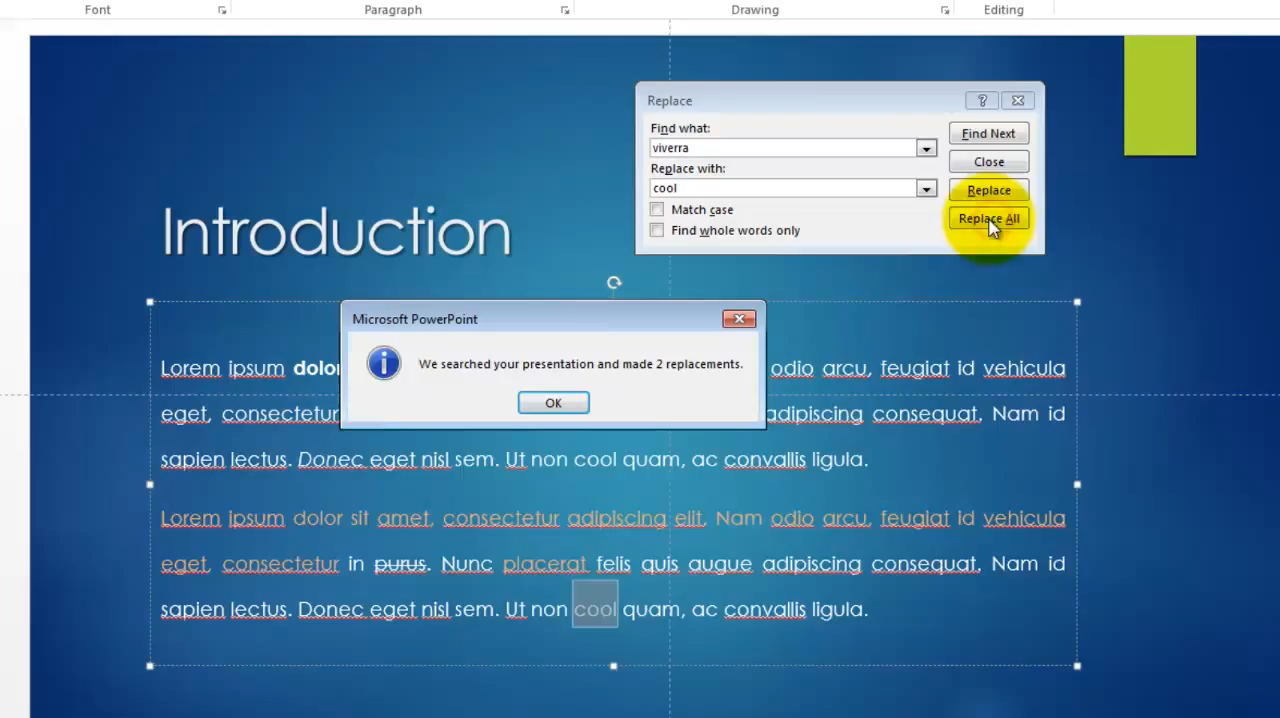 Font Paragraph Drawing Editing
Replace ?
Find what:
viverra
Find Next
Close
Replace with:
cool
Replace
Match case
Replace All
Find whole words only
Introduction
Microsoft PowerPoint
We searched your presentation and made 2 replacements.
OK
Lorem ipsum odio arcu, feugiat id vehicula
eget, consectetur adipiscing consequat, Nam id
sapien lectus. Donec eget nisl sem. Ut non cool quam, ac convallis ligula.
Lorem ipsum dolor sit amet, consectetur adipiscing elit. Nam odio arcu, feugiat id vehicula
eget, consectetur in purus. Nunc placerat felis quis augue adipiscing consequat, Nam id
sapien lectus. Donec eget nisl sem. Ut non cool quam, ac convallis ligula.